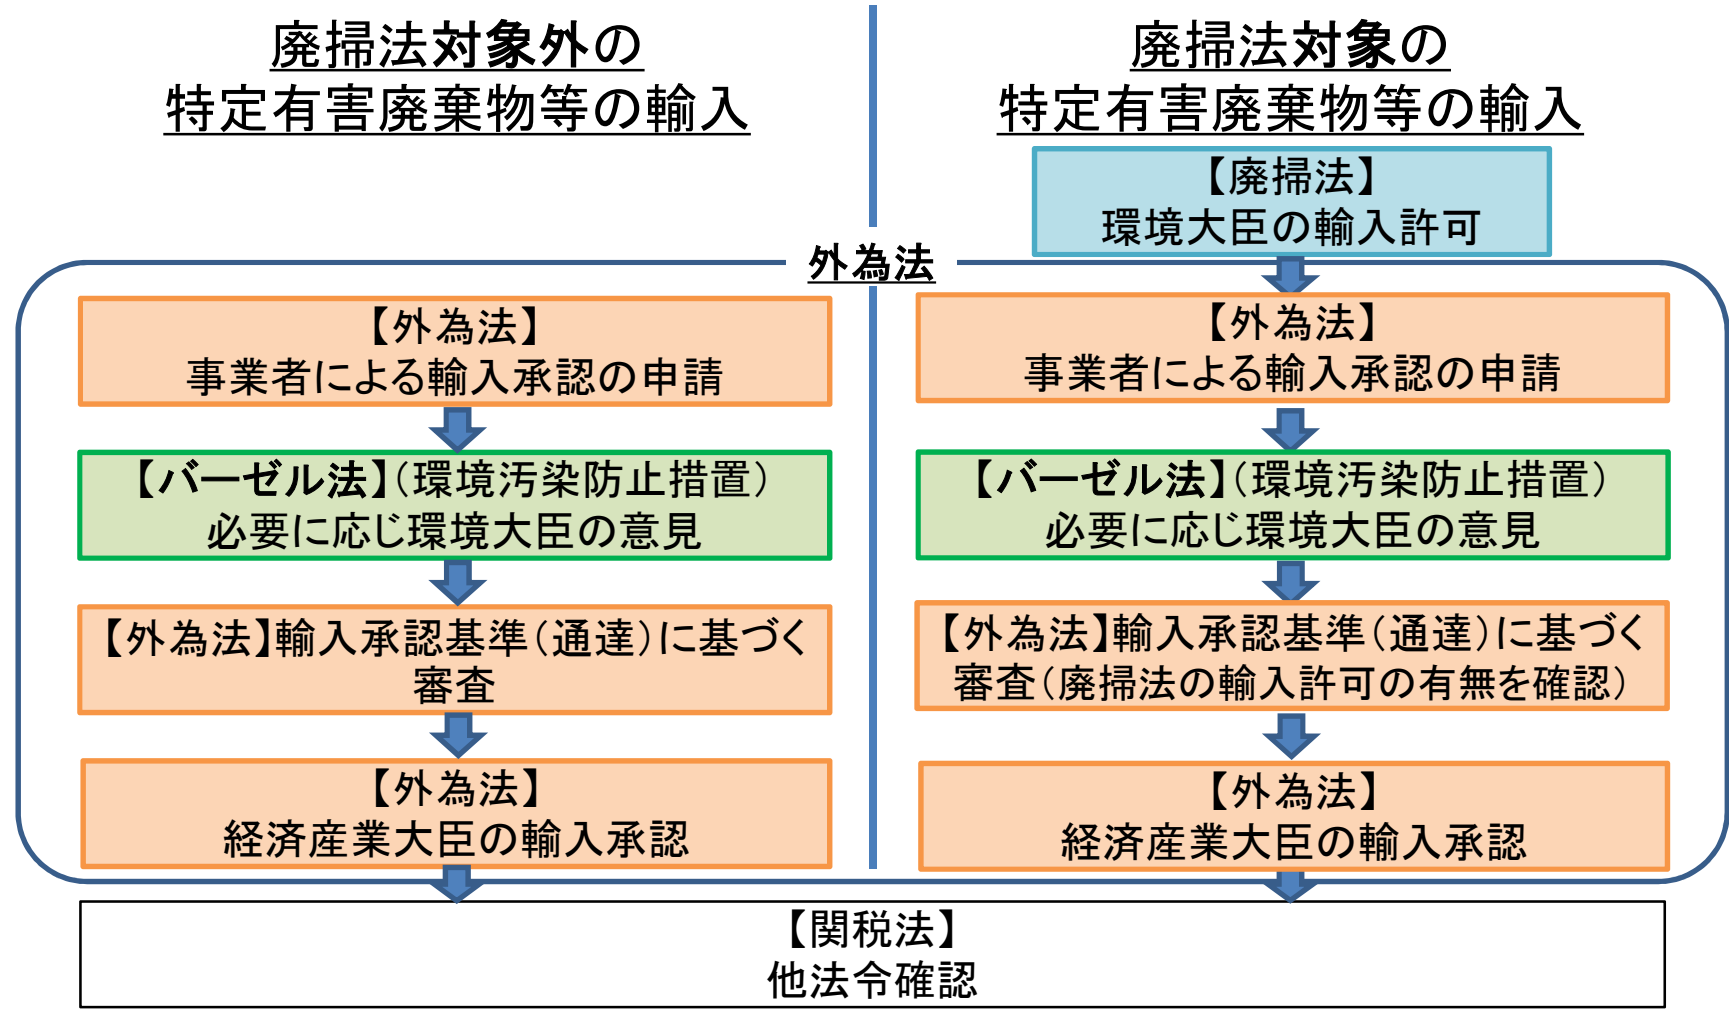 廃掃法対象外の
特定有害廃棄物等の輸入
廃掃法対象の
特定有害廃棄物等の輸入
【廃掃法】
環境大臣の輸入許可
外為法
【外為法】
事業者による輸入承認の申請
【バーゼル法】（環境汚染防止措置）
必要に応じ環境大臣の意見
【外為法】輸入承認基準（通達）に基づく
審査
【外為法】
経済産業大臣の輸入承認
【外為法】
事業者による輸入承認の申請
【バーゼル法】（環境汚染防止措置）
必要に応じ環境大臣の意見
【外為法】輸入承認基準（通達）に基づく
審査（廃掃法の輸入許可の有無を確認）
【外為法】
経済産業大臣の輸入承認
【関税法】
他法令確認